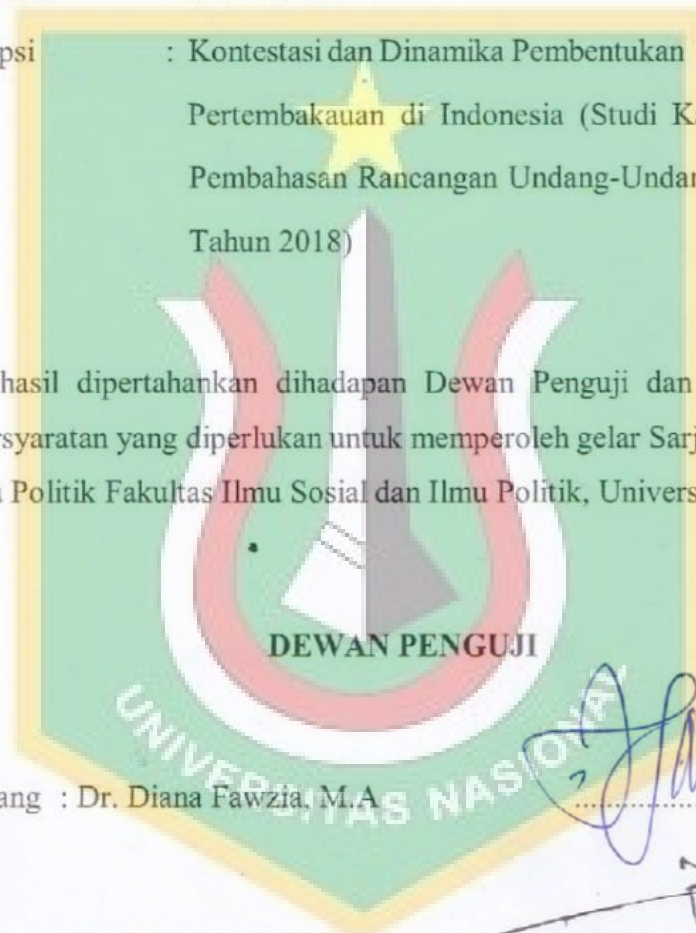 psi : Kontestasi dan Dinamika Pembentukan
Pertembakauan di Indonesia (Studi K
Pembahasan Rancangan Undang-Undan
Tahun 2018)
hasil dipertahankan dihadapan Dewan Penguji dan
rsyaratan yang diperlukan untuk memperoleh gelar Sarj
Politik Fakultas Ilmu Sosial dan Ilmu Politik, Univers
DEWAN PENGUJI
UNIVERSITAS NASIONAL
ang : Dr. Diana Fawzia, M.A